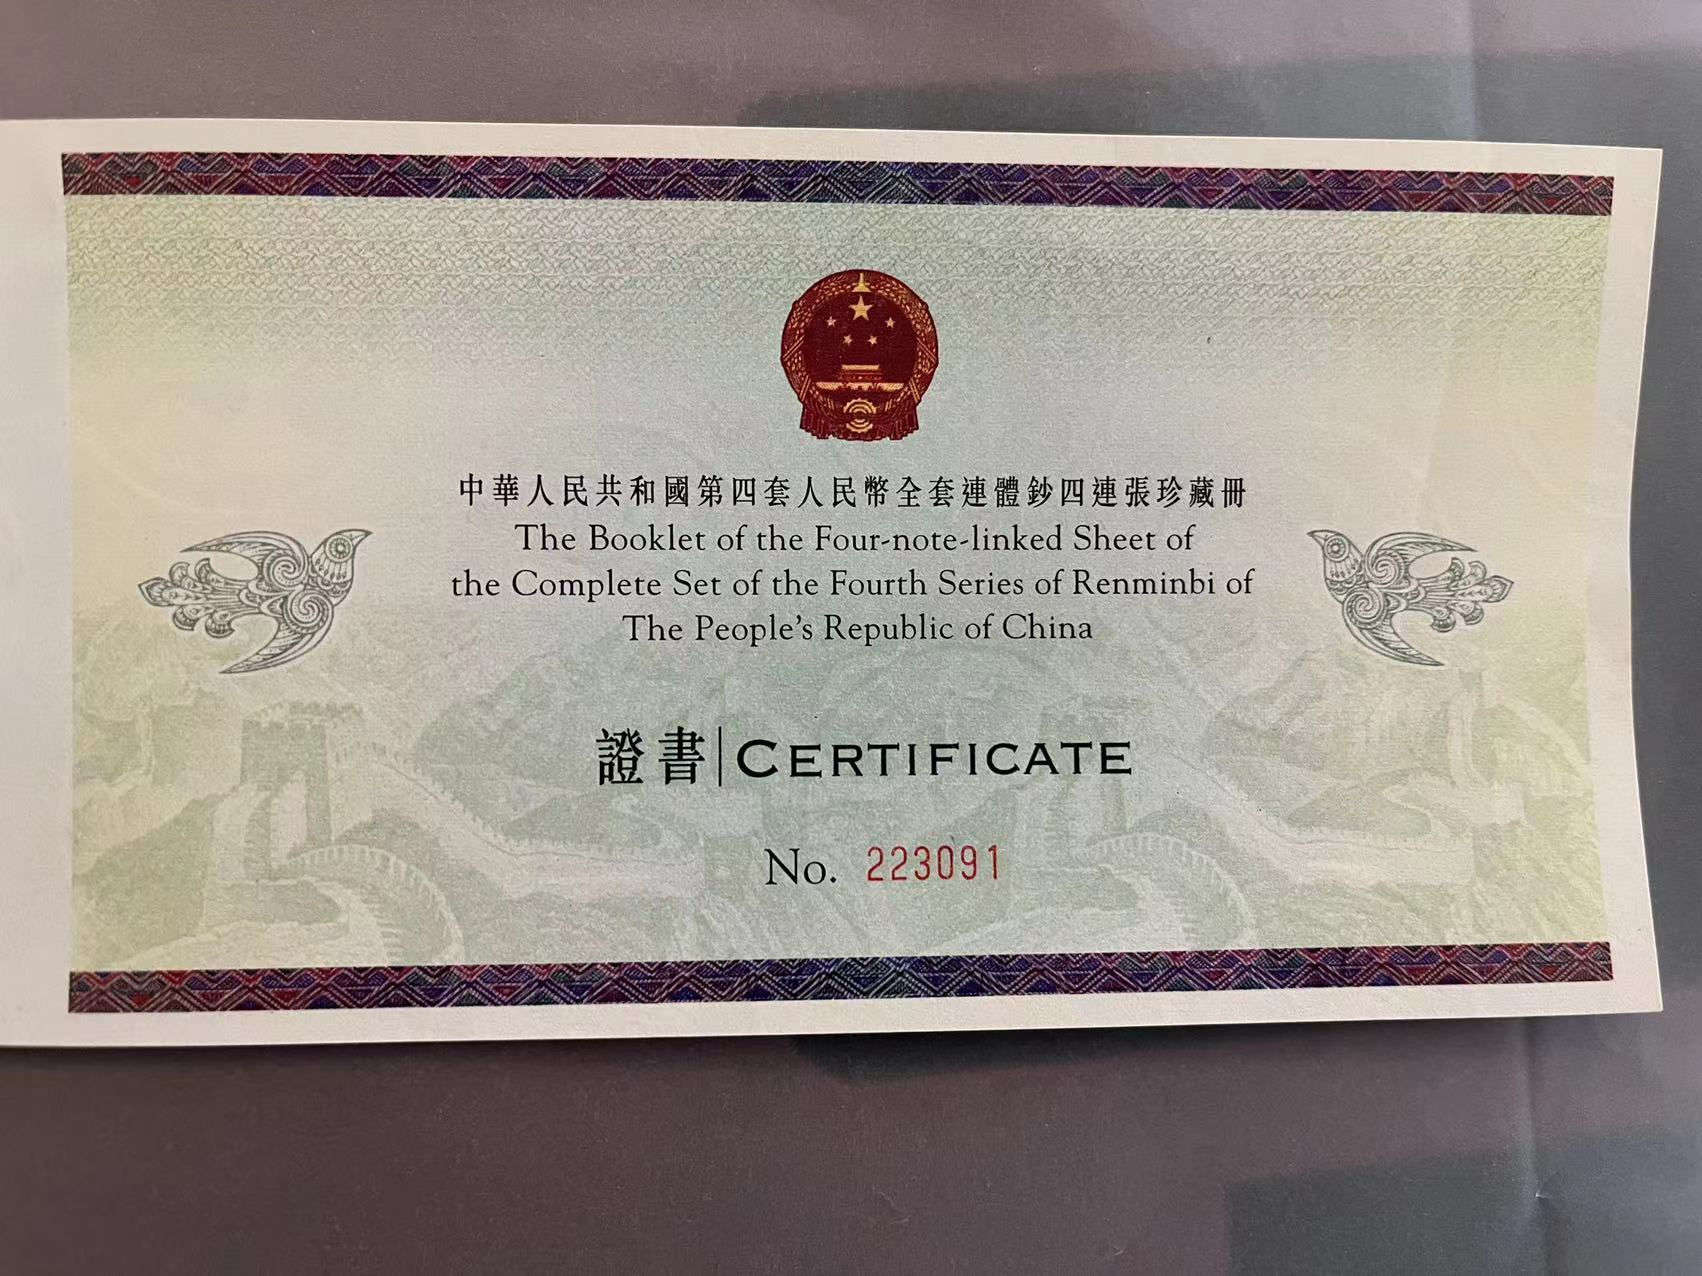 中華人民共和國第四套人民幣全套連體鈔四連張珍藏冊
The Booklet of the Four-note-linked Sheet of
the Complete Set of the Fourth Series of Renminbi of
The People's Republic of China
證書|CERTIFICATE
No. 223091